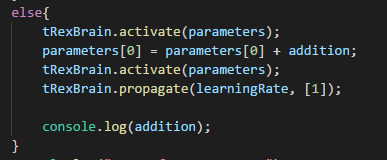 else{
tRexBrain.activate(parameters);
parameters[0] = parameters[0] + addition;
tRexBrain.activate(parameters);
tRexBrain.propagate(learningRate, [1]);
console.log(addition);
}